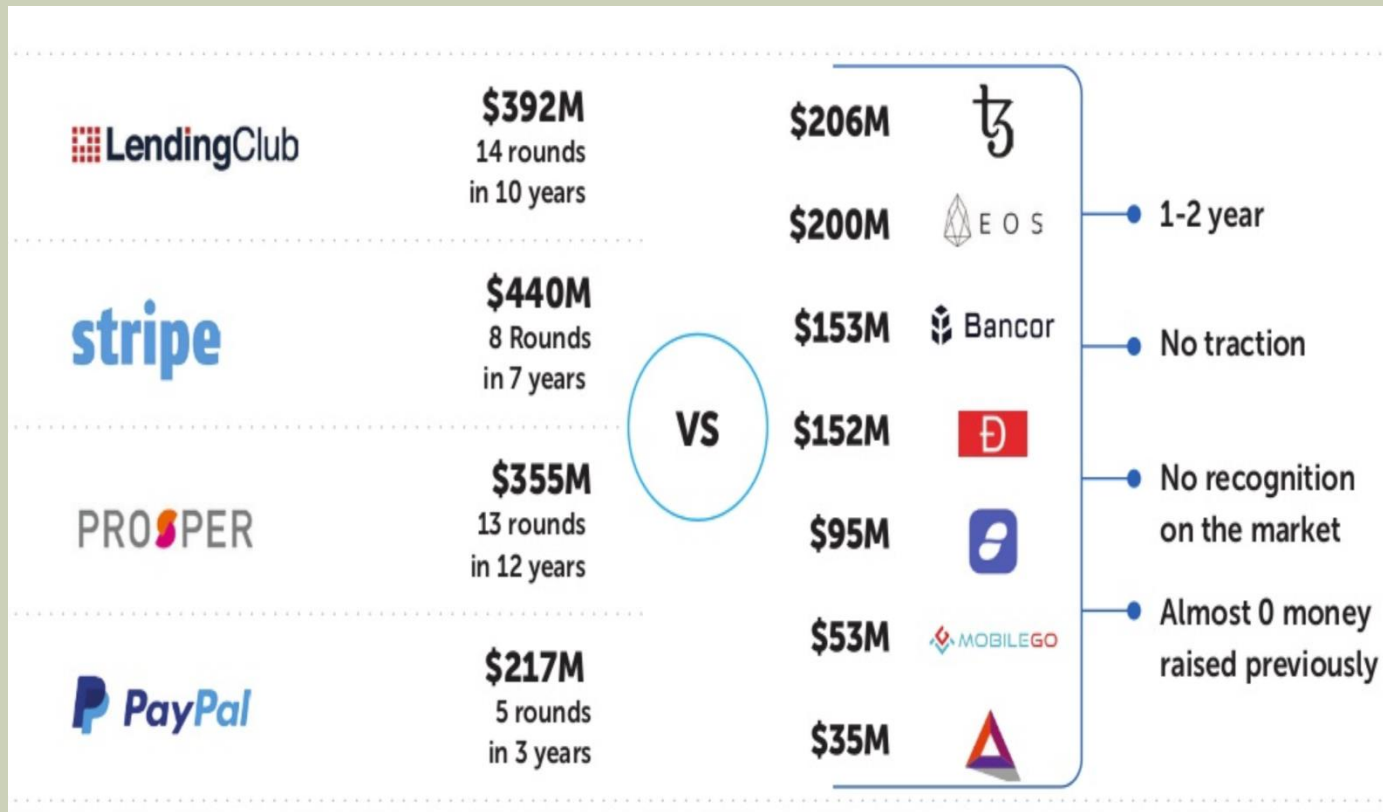 LendingClub
$392M
14 rounds
in 10 years
stripe
$440M
8 Rounds
in 7 years
PROSPER
$355M
13 rounds
in 12 years
PayPal
$217M
5 rounds
in 3 years
VS
$206M
$200M
EOS
$153M
Bancor
$152M
Đ
$95M
$53M
MOBILEGO
$35M
1-2 year
No traction
No recognition
on the market
Almost 0 money
raised previously